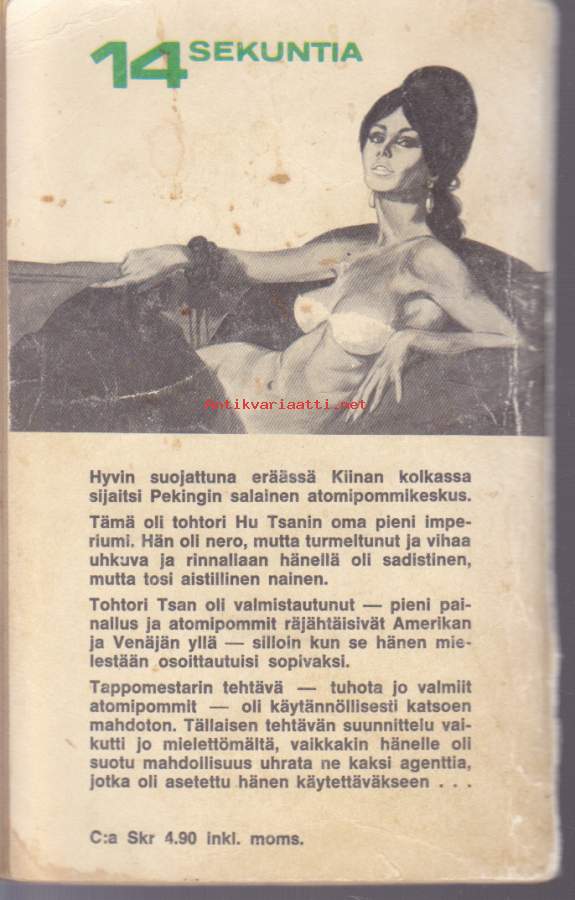 14 SEKUNTIA
Antikvariaatti.net
Hyvin suojattuna eräässä Kiinan kolkassa
sijaitsi Pekingin salainen atomipommikeskus.
Tämä oli tohtori Hu Tsanin oma pieni impe-
riumi. Hän oli nero, mutta turmeltunut ja vihaa
uhkuva ja rinnallaan hänellä oli sadistinen,
mutta tosi aistillinen nainen.
Tohtori Tsan oli valmistautunut — pieni pai-
nallus ja atomipommit räjähtäisivät Amerikan
ja Venäjän yllä — silloin kun se hänen mie-
lestään osoittautuisi sopivaksi.
Tappomestarin tehtävä — tuhota jo valmiit
atomipommit — oli käytännöllisesti katsoen
mahdoton. Tällaisen tehtävän suunnittelu vai-
kutti jo mielettömältä, vaikkakin hänelle oli
suotu mahdollisuus uhrata ne kaksi agenttia,
jotka oli asetettu hänen käytettäväkseen . . .
C:a Skr 4.90 inkl. moms.